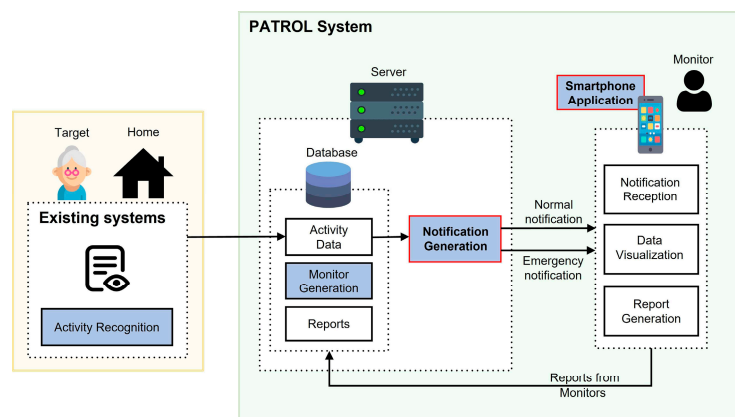 PATROL System
Server
Monitor
Smartphone
Application
Target
Home
Database
Existing systems
Activity Recognition
Activity
Data
Monitor
Generation
Reports
Notification
Generation
Normal
notification
Emergency
notification
Notification
Reception
Data
Visualization
Report
Generation
Reports from
Monitors